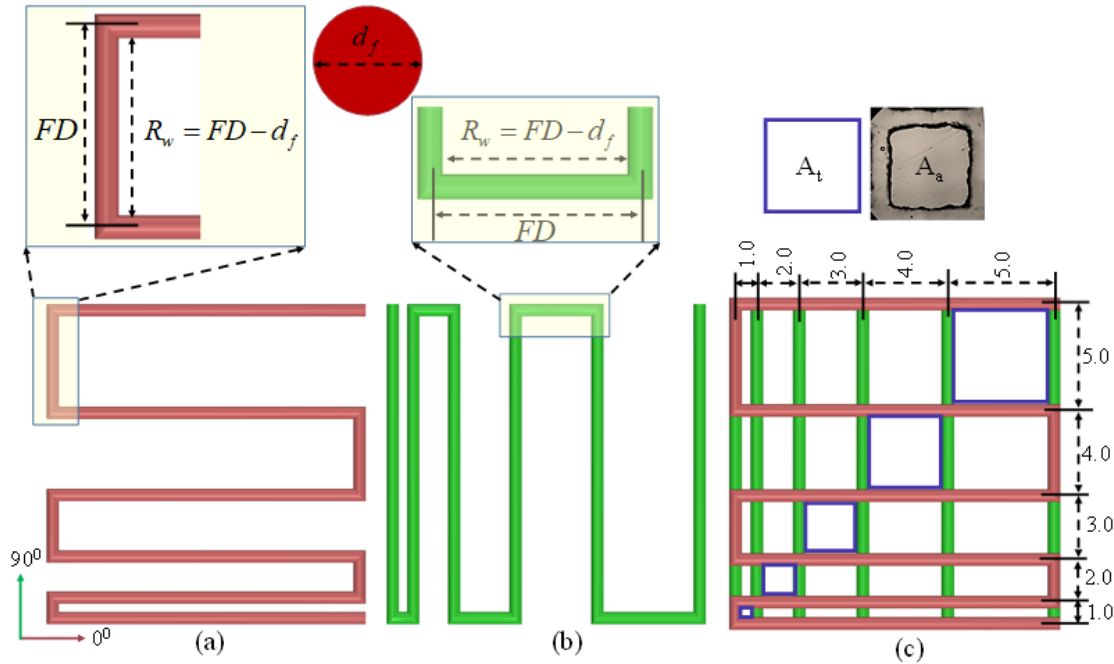 FD
R_w = FD - d_f
d_f
R_w = FD - d_f
FD
A_t
A_a
1.0
2.0
3.0
4.0
5.0
5.0
4.0
3.0
2.0
1.0
90⁰
0⁰
(a)
(b)
(c)